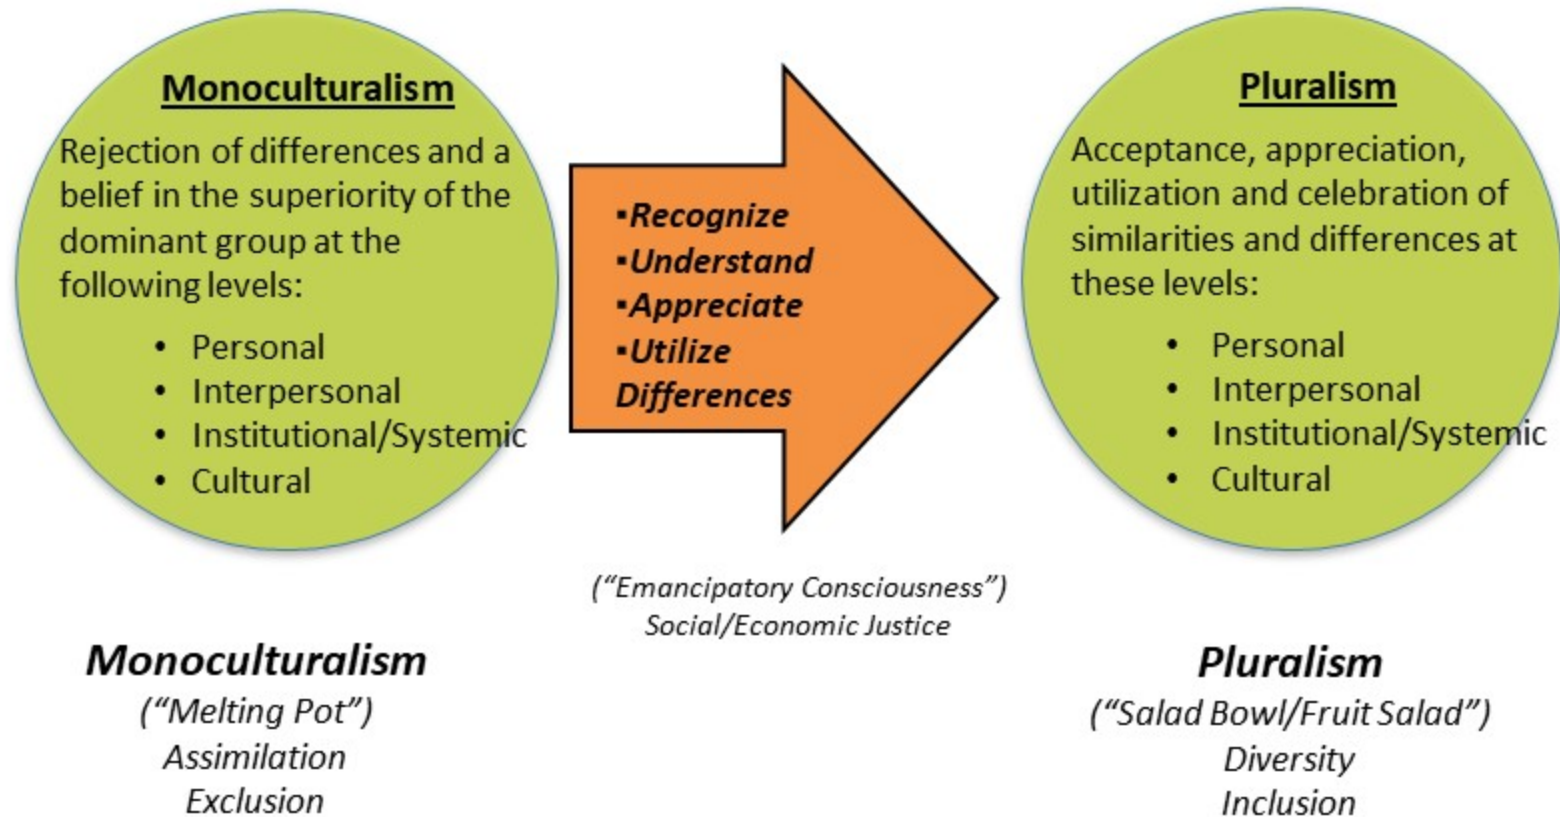 Monoculturalism
Rejection of differences and a
belief in the superiority of the
dominant group at the
following levels:
• Personal
• Interpersonal
• Institutional/Systemic
• Cultural
▪Recognize
▪Understand
▪Appreciate
▪Utilize
Differences
Pluralism
Acceptance, appreciation,
utilization and celebration of
similarities and differences at
these levels:
• Personal
• Interpersonal
• Institutional/Systemic
• Cultural
Monoculturalism
(“Melting Pot”)
Assimilation
Exclusion
(“Emancipatory Consciousness”)
Social/Economic Justice
Pluralism
(“Salad Bowl/Fruit Salad”)
Diversity
Inclusion